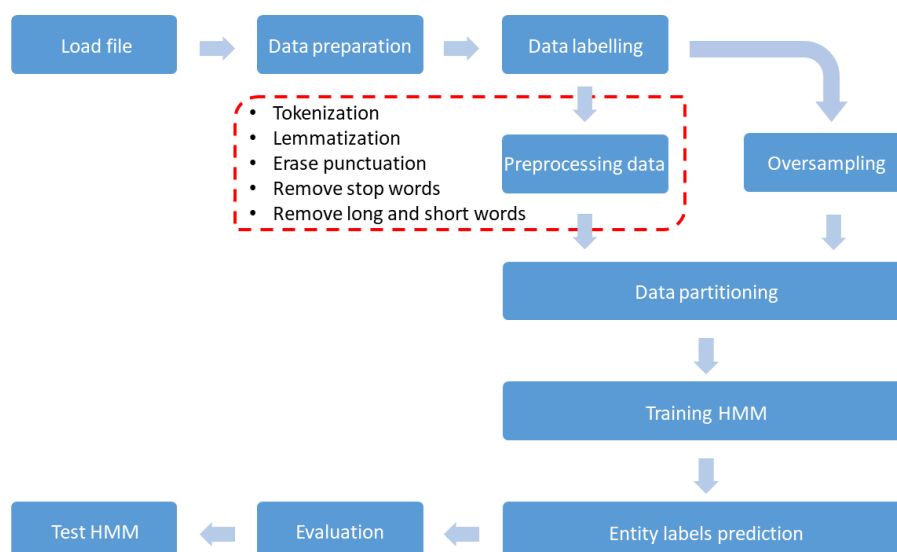 Load file
Data preparation
Data labelling
• Tokenization
• Lemmatization
• Erase punctuation
• Remove stop words
• Remove long and short words
Preprocessing data
Oversampling
Data partitioning
Training HMM
Test HMM
Evaluation
Entity labels prediction